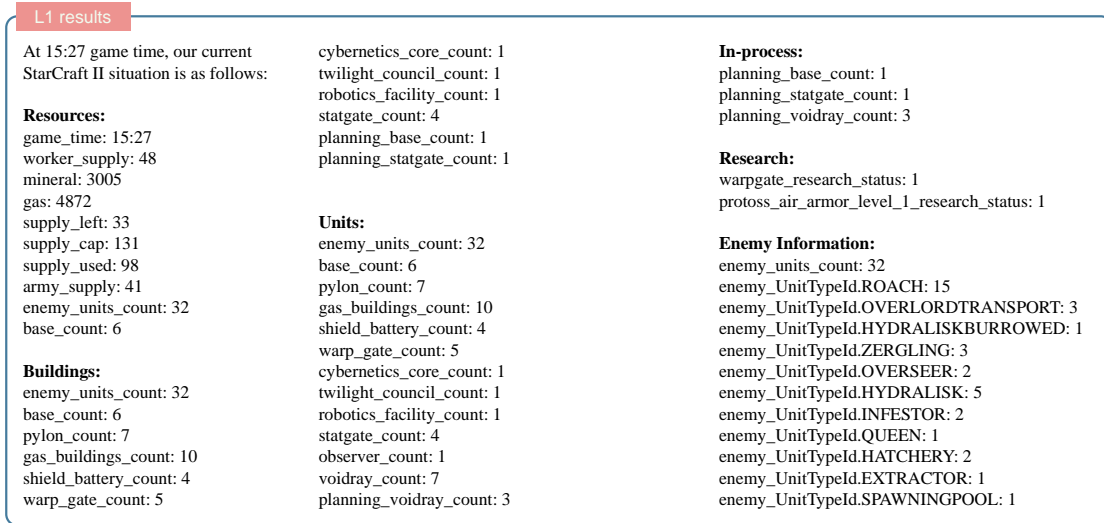 L1 results
At 15:27 game time, our current
StarCraft II situation is as follows:
Resources:
game_time: 15:27
worker_supply: 48
mineral: 3005
gas: 4872
supply_left: 33
supply_cap: 131
supply_used: 98
army_supply: 41
enemy_units_count: 32
base_count: 6
Buildings:
enemy_units_count: 32
base_count: 6
pylon_count: 7
gas_buildings_count: 10
shield_battery_count: 4
warp_gate_count: 5
cybernetics_core_count: 1
twilight_council_count: 1
robotics_facility_count: 1
statgate_count: 4
planning_base_count: 1
planning_statgate_count: 1
Units:
enemy_units_count: 32
base_count: 6
pylon_count: 7
gas_buildings_count: 10
shield_battery_count: 4
warp_gate_count: 5
cybernetics_core_count: 1
twilight_council_count: 1
robotics_facility_count: 1
statgate_count: 4
observer_count: 1
voidray_count: 7
planning_voidray_count: 3
In-process:
planning_base_count: 1
planning_statgate_count: 1
planning_voidray_count: 3
Research:
warpgate_research_status: 1
protoss_air_armor_level_1_research_status: 1
Enemy Information:
enemy_units_count: 32
enemy_UnitTypeId.ROACH: 15
enemy_UnitTypeId.OVERLORDTRANSPORT: 3
enemy_UnitTypeId.HYDRALISKBURROWED: 1
enemy_UnitTypeId.ZERGLING: 3
enemy_UnitTypeId.OVERSEER: 2
enemy_UnitTypeId.HYDRALISK: 5
enemy_UnitTypeId.INFESTOR: 2
enemy_UnitTypeId.QUEEN: 1
enemy_UnitTypeId.HATCHERY: 2
enemy_UnitTypeId.EXTRACTOR: 1
enemy_UnitTypeId.SPAWNINGPOOL: 1